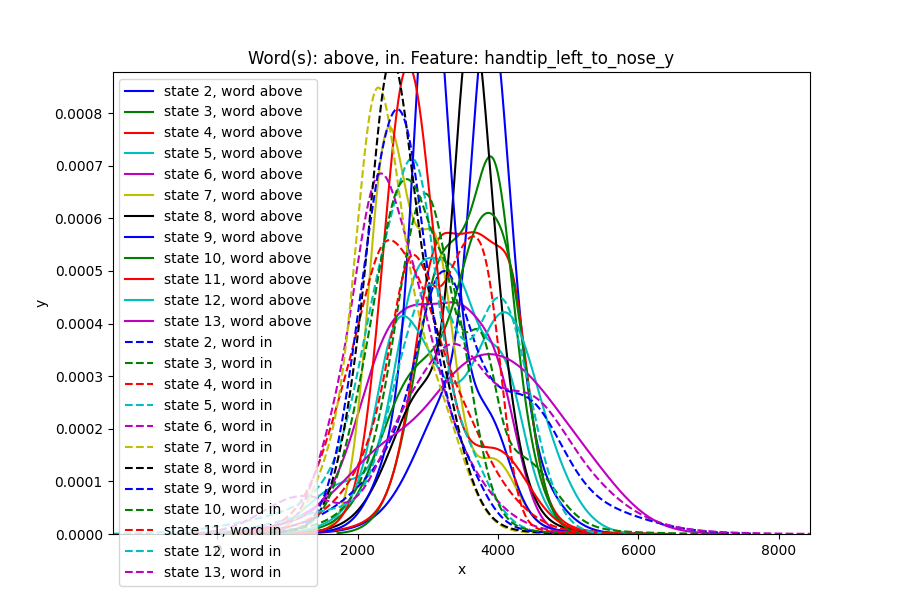 Word(s): above, in. Feature: handtip_left_to_nose_y
0.0008
0.0007
0.0006
0.0005
0.0004
0.0003
0.0002
0.0001
0.0000
y
state 2, word above
state 3, word above
state 4, word above
state 5, word above
state 6, word above
state 7, word above
state 8, word above
state 9, word above
state 10, word above
state 11, word above
state 12, word above
state 13, word above
state 2, word in
state 3, word in
state 4, word in
state 5, word in
state 6, word in
state 7, word in
state 8, word in
state 9, word in
state 10, word in
state 11, word in
state 12, word in
state 13, word in
2000 4000 6000 8000
x